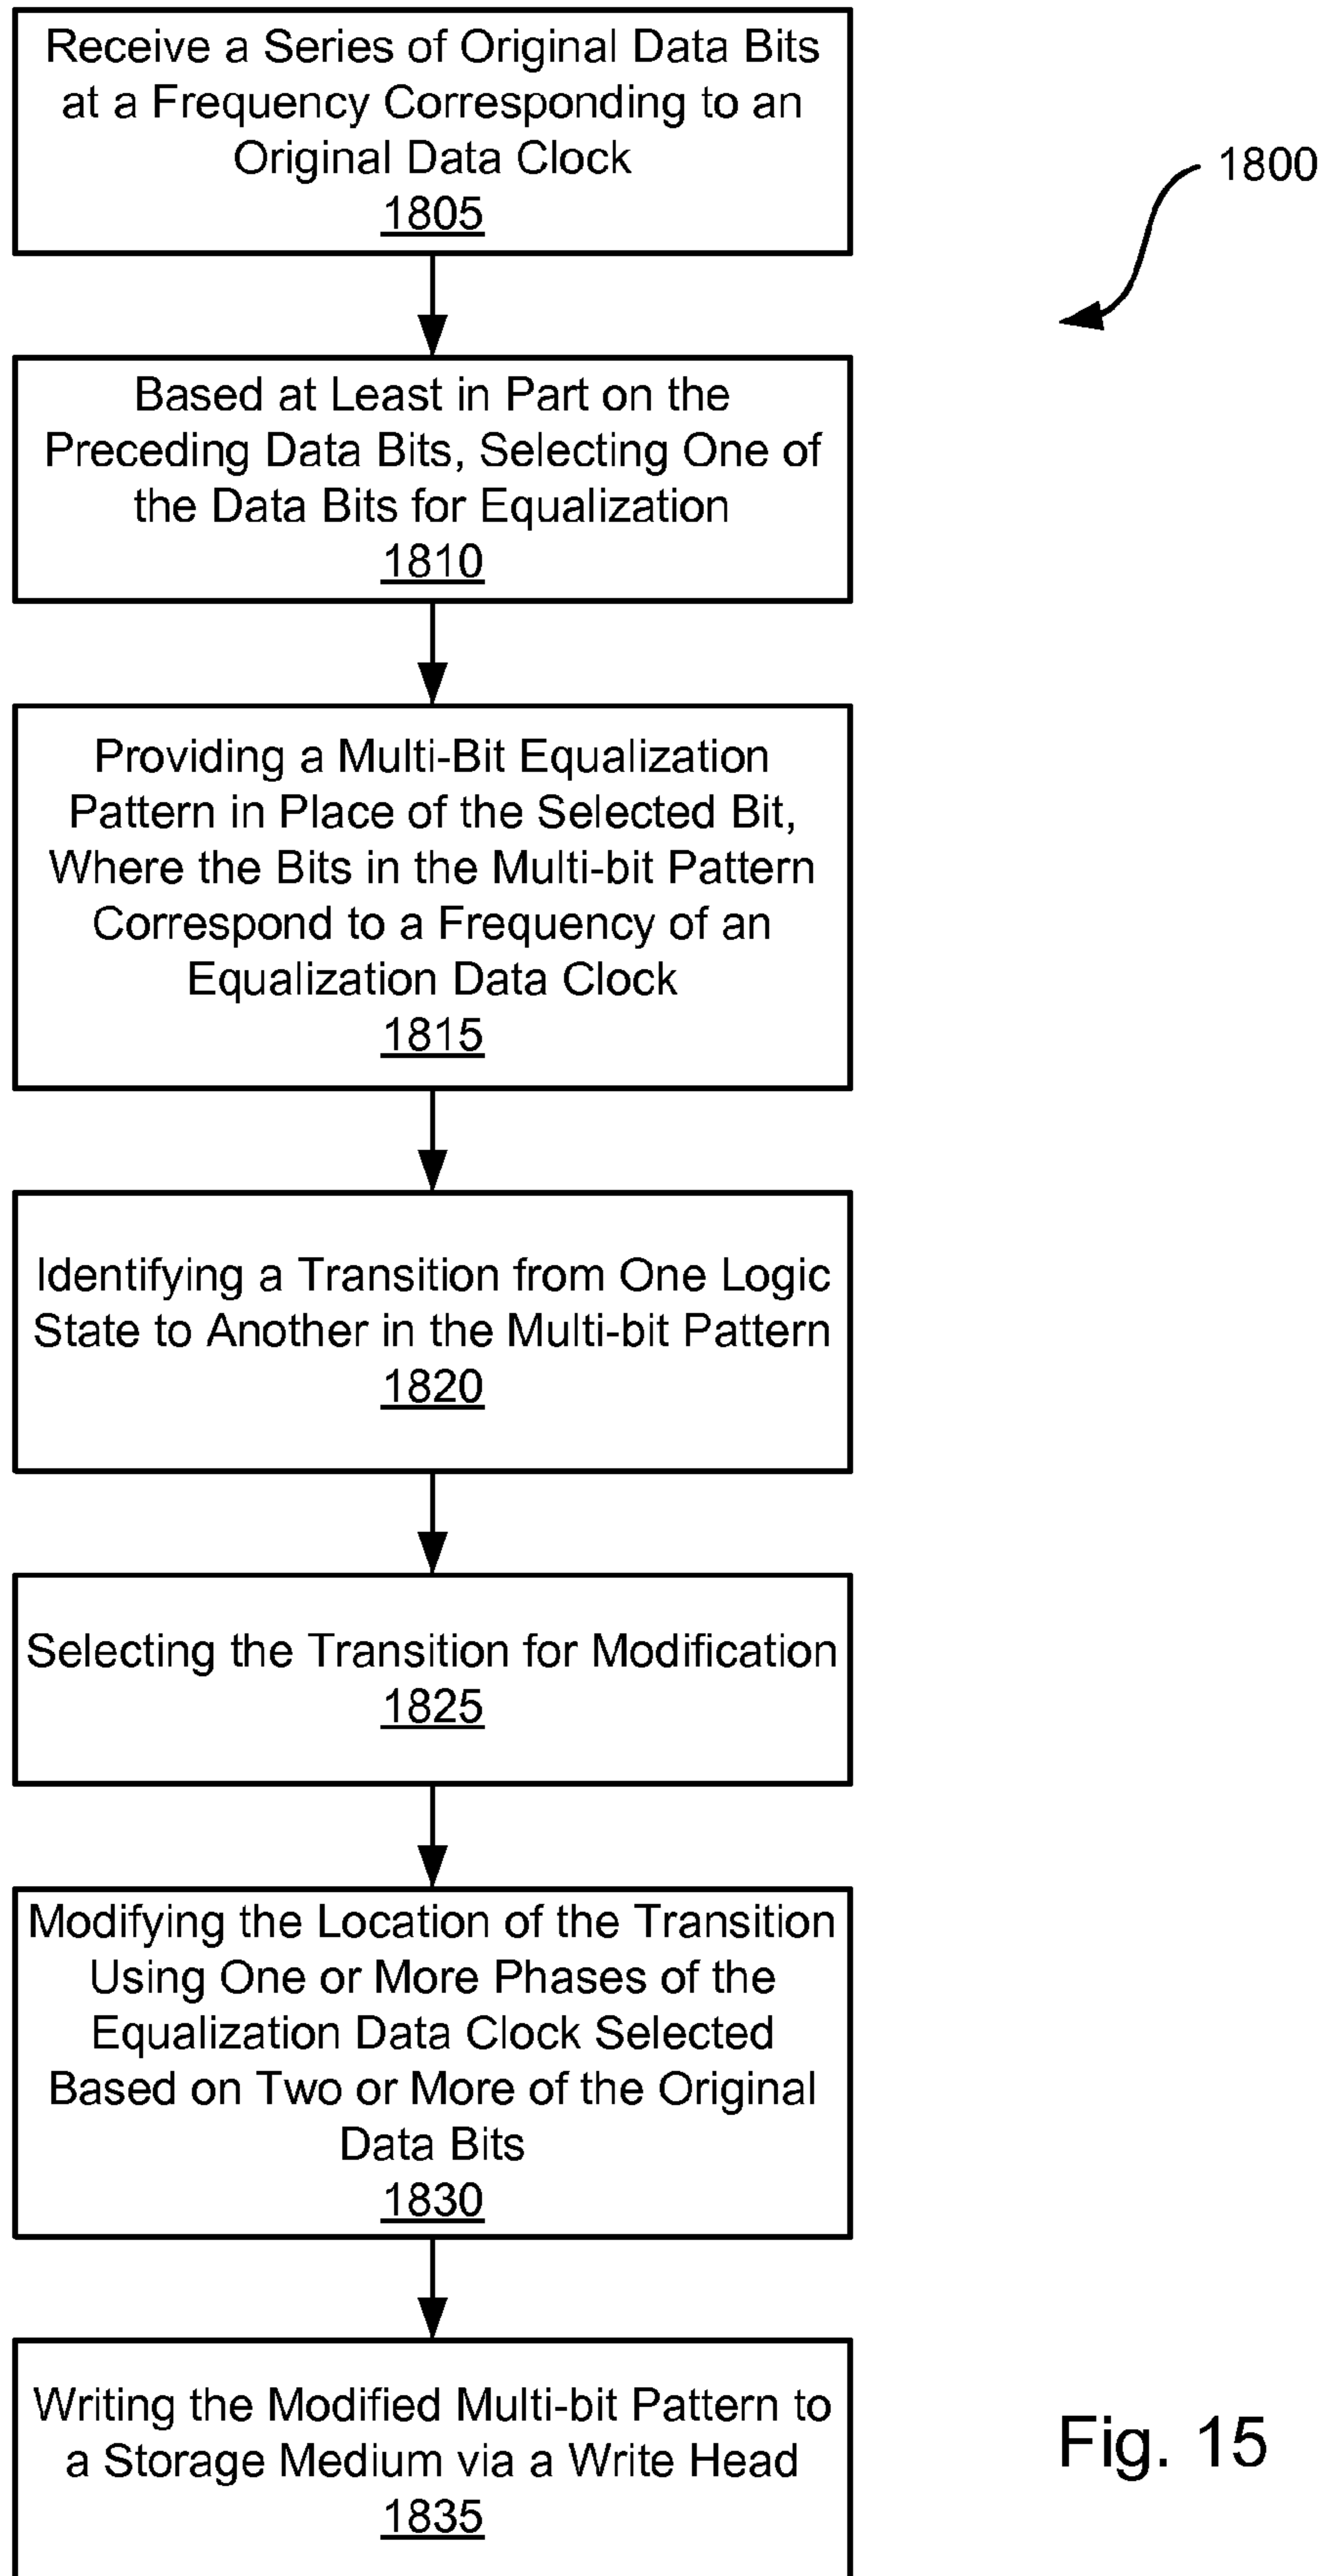 Receive a Series of Original Data Bits
at a Frequency Corresponding to an
Original Data Clock
1805
1800
Based at Least in Part on the
Preceding Data Bits, Selecting One of
the Data Bits for Equalization
1810
Providing a Multi-Bit Equalization
Pattern in Place of the Selected Bit,
Where the Bits in the Multi-bit Pattern
Correspond to a Frequency of an
Equalization Data Clock
1815
Identifying a Transition from One Logic
State to Another in the Multi-bit Pattern
1820
Selecting the Transition for Modification
1825
Modifying the Location of the Transition
Using One or More Phases of the
Equalization Data Clock Selected
Based on Two or More of the Original
Data Bits
1830
Writing the Modified Multi-bit Pattern to
a Storage Medium via a Write Head
1835
Fig. 15